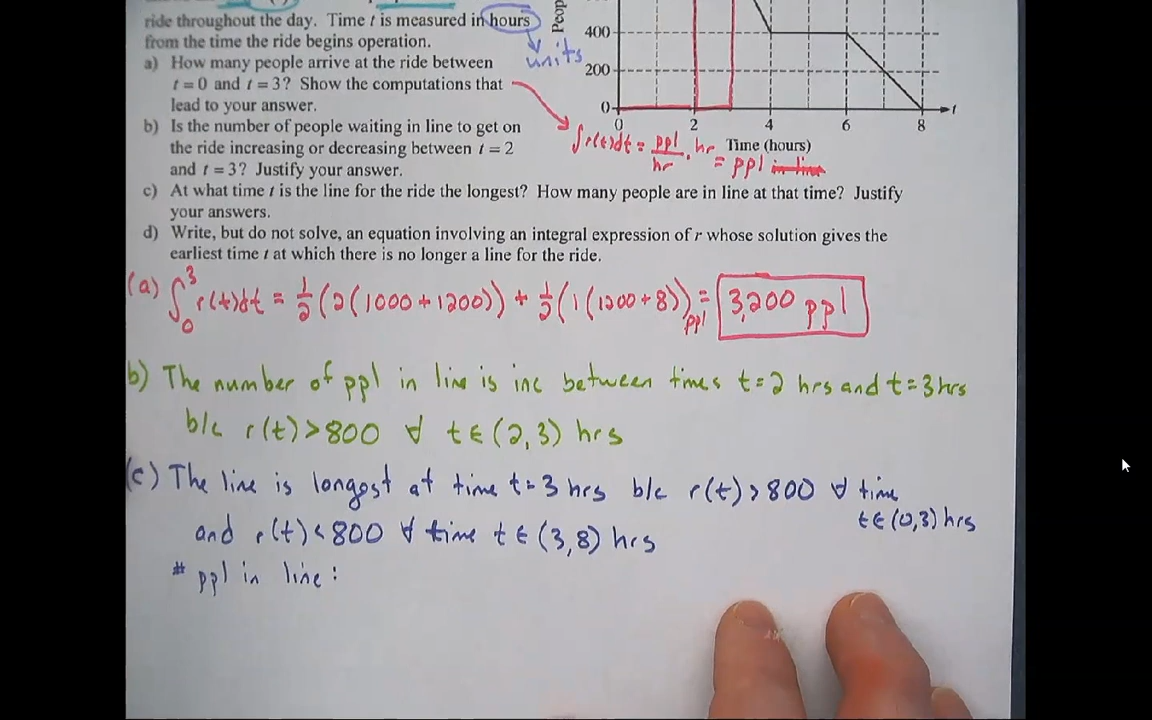 ride throughout the day. Time t is measured in hours
from the time the ride begins operation.
units
a) How many people arrive at the ride between
t = 0 and t = 3? Show the computations that
lead to your answer.
b) Is the number of people waiting in line to get on
the ride increasing or decreasing between t = 2
and t = 3? Justify your answer.
400
200
0
0 2 4 6 8
t
Time (hours)
∫r(t)dt = ppl/hr · hr
= ppl in line
c) At what time t is the line for the ride the longest? How many people are in line at that time? Justify
your answers.
d) Write, but do not solve, an equation involving an integral expression of r whose solution gives the
earliest time t at which there is no longer a line for the ride.
(a) ∫₀³ r(t)dt = 1/2(2(1000+1200)) + 1/2(1(1200+8)) ppl = 3,200 ppl
b) The number of ppl in line is inc between times t=2 hrs and t=3hrs
b/c r(t)>800 ∀ t∈(2,3) hrs
(c) The line is longest at time t=3 hrs b/c r(t)>800 ∀ time
t∈(0,3) hrs
and r(t)<800 ∀ time t∈(3,8) hrs
# ppl in line: